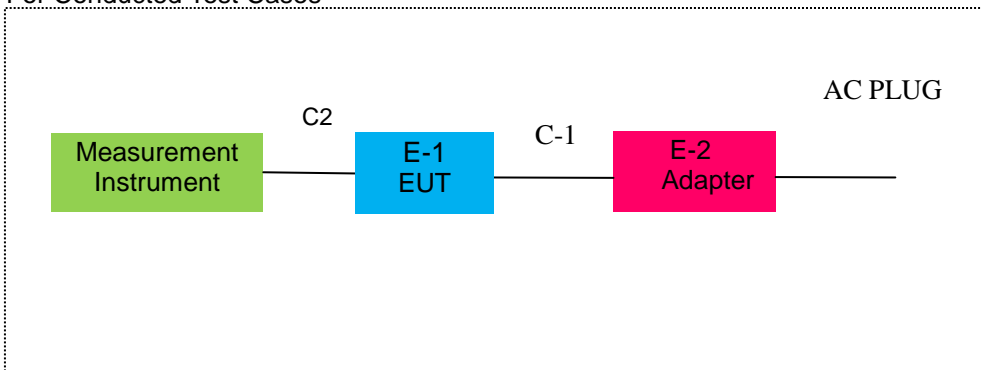 For Conducted Test Cases
AC PLUG
C2
C-1
Measurement
Instrument
E-1
EUT
E-2
Adapter